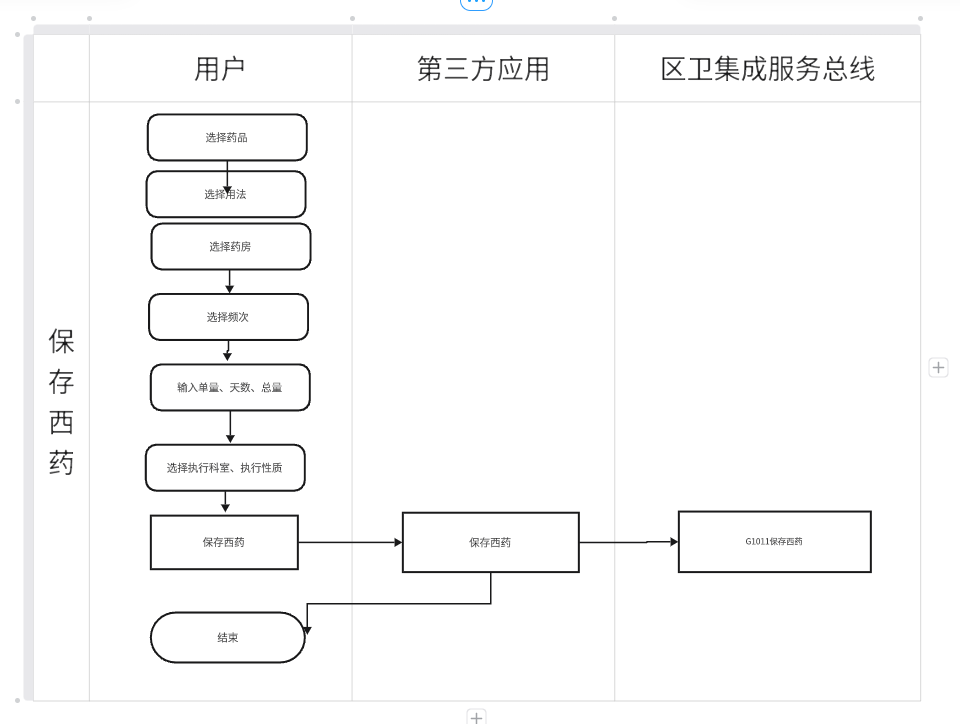 用户
第三方应用
区卫集成服务总线
保
存
西
药
选择药品
选择用法
选择药房
选择频次
输入单量、天数、总量
选择执行科室、执行性质
保存西药
保存西药
G1011保存西药
结束